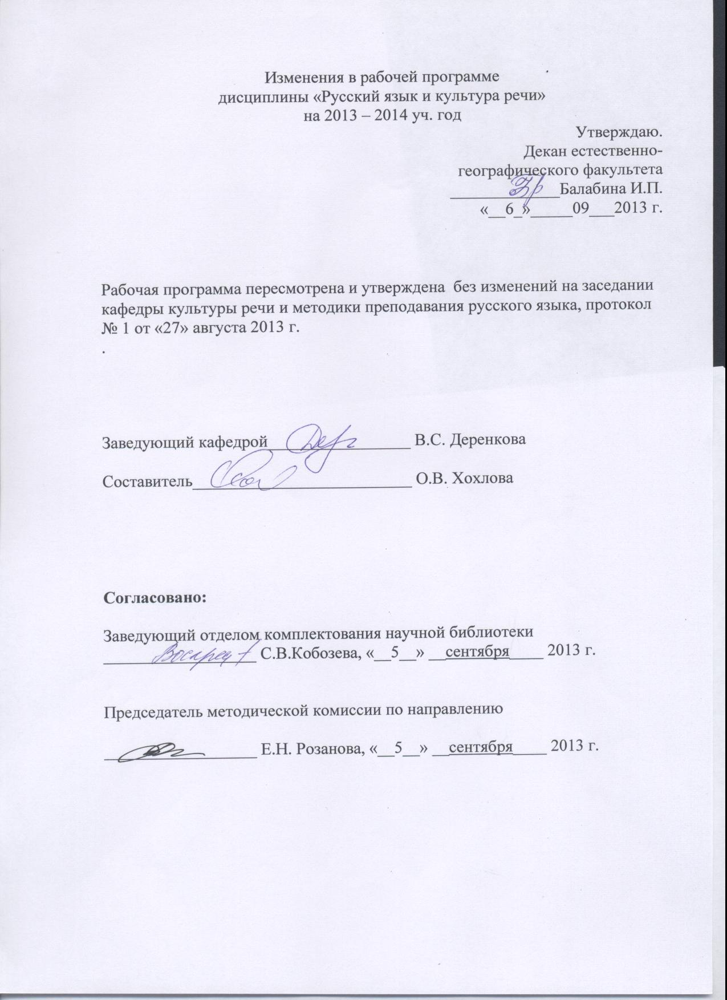 Изменения в рабочей программе
дисциплины «Русский язык и культура речи»
на 2013 – 2014 уч. год
Утверждаю.
Декан естественно-
географического факультета
_____________Балабина И.П.
«__6_»_____09___2013 г.
Рабочая программа пересмотрена и утверждена  без изменений на заседании
кафедры культуры речи и методики преподавания русского языка, протокол
№ 1 от «27» августа 2013 г.
.
Заведующий кафедрой_________________ В.С. Деренкова
Составитель__________________________ О.В. Хохлова
Согласовано:
Заведующий отделом комплектования научной библиотеки
__________________ С.В.Кобозева, «__5__» __сентября____ 2013 г.
Председатель методической комиссии по направлению
__________________ Е.Н. Розанова, «__5__» __сентября____ 2013 г.